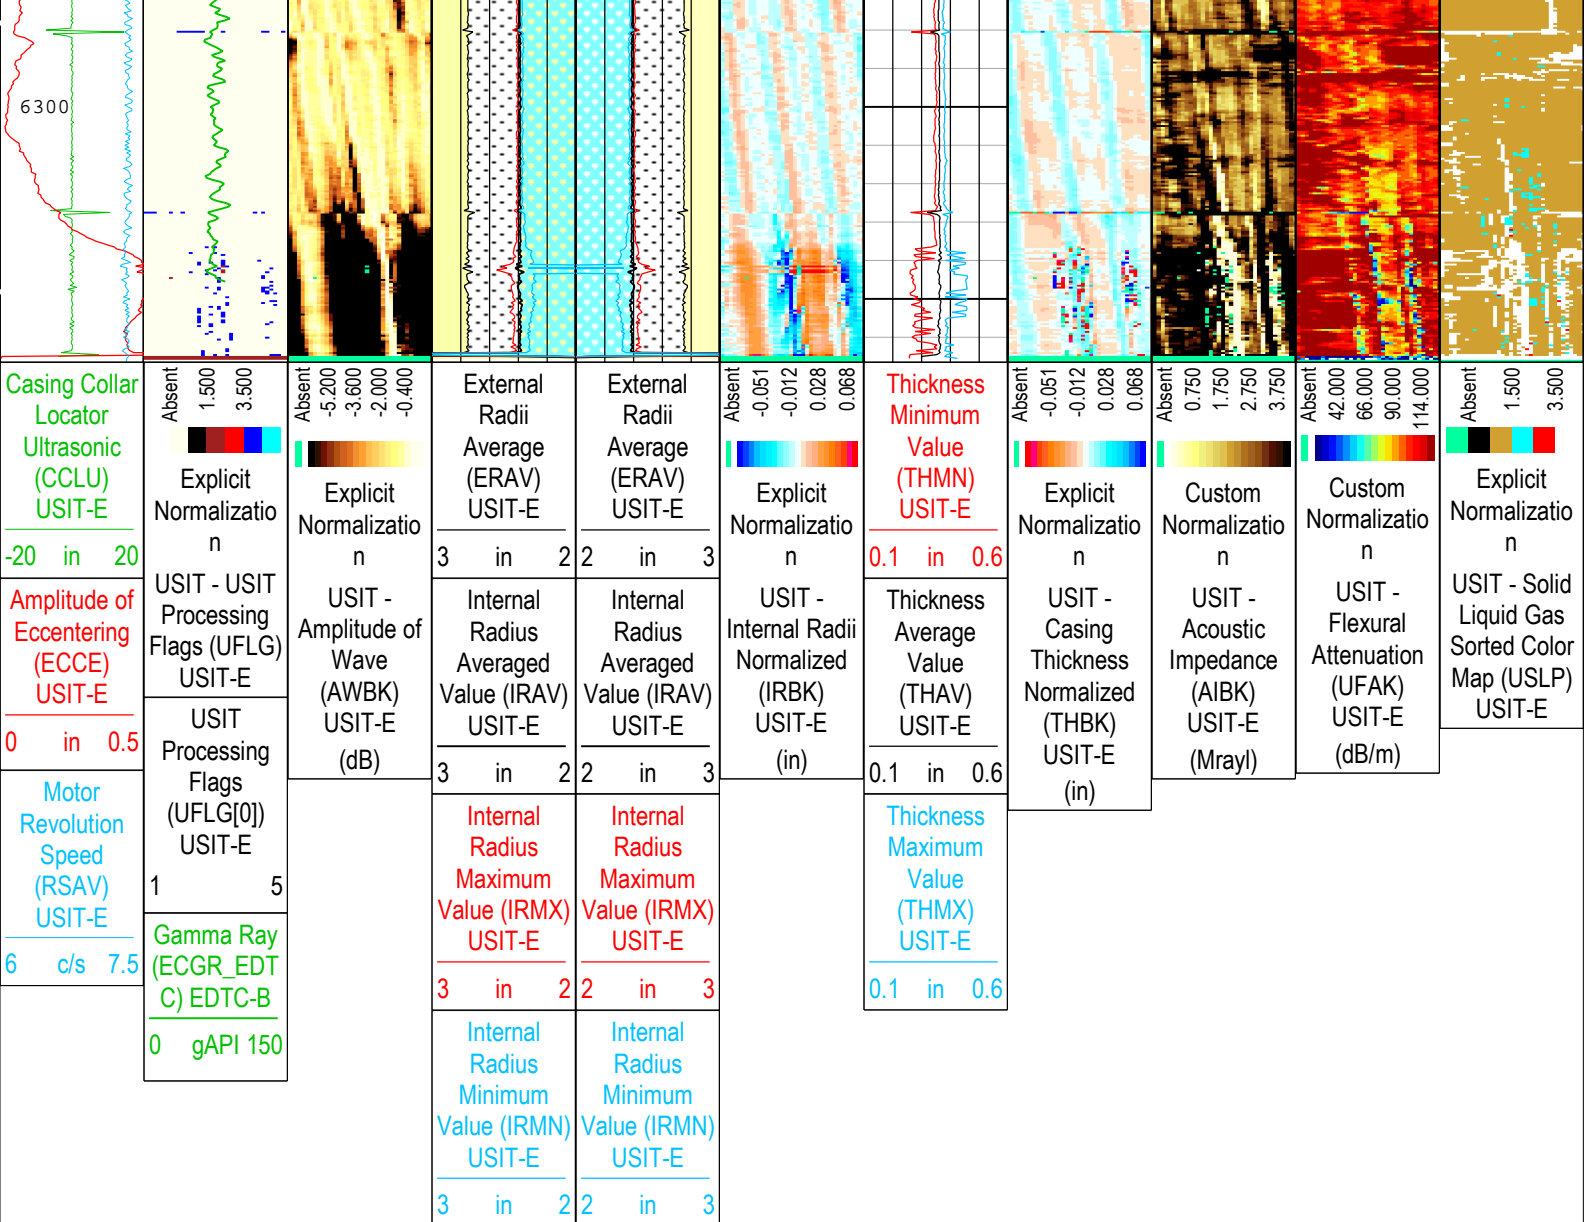 6300
Casing Collar
Locator
Ultrasonic
(CCLU)
USIT-E
-20 in 20
Amplitude of
Eccentering
(ECCE)
USIT-E
0 in 0.5
Motor
Revolution
Speed
(RSAV)
USIT-E
6 c/s 7.5
Absent 1.500 3.500
Explicit
Normalizatio
n
USIT - USIT
Processing
Flags (UFLG)
USIT-E
USIT
Processing
Flags
(UFLG[0])
USIT-E
1 5
Gamma Ray
(ECGR_EDT
C) EDTC-B
0 gAPI 150
Absent -5.200 -3.600 -2.000 -0.400
Explicit
Normalizatio
n
USIT -
Amplitude of
Wave
(AWBK)
USIT-E
(dB)
External
Radii
Average
(ERAV)
USIT-E
3 in 2
Internal
Radius
Averaged
Value (IRAV)
USIT-E
3 in 2
Internal
Radius
Maximum
Value (IRMX)
USIT-E
3 in 2
Internal
Radius
Minimum
Value (IRMN)
USIT-E
3 in 2
External
Radii
Average
(ERAV)
USIT-E
2 in 3
Internal
Radius
Averaged
Value (IRAV)
USIT-E
2 in 3
Internal
Radius
Maximum
Value (IRMX)
USIT-E
2 in 3
Internal
Radius
Minimum
Value (IRMN)
USIT-E
2 in 3
Absent -0.051 -0.012 0.028 0.068
Explicit
Normalizatio
n
USIT -
Internal Radii
Normalized
(IRBK)
USIT-E
(in)
Thickness
Minimum
Value
(THMN)
USIT-E
0.1 in 0.6
Thickness
Average
Value
(THAV)
USIT-E
0.1 in 0.6
Thickness
Maximum
Value
(THMX)
USIT-E
0.1 in 0.6
Absent -0.051 -0.012 0.028 0.068
Explicit
Normalizatio
n
USIT -
Casing
Thickness
Normalized
(THBK)
USIT-E
(in)
Absent 0.750 1.750 2.750 3.750
Custom
Normalizatio
n
USIT -
Acoustic
Impedance
(AIBK)
USIT-E
(Mrayl)
Absent 42.000 66.000 90.000 114.000
Custom
Normalizatio
n
USIT -
Flexural
Attenuation
(UFAK)
USIT-E
(dB/m)
Absent 1.500 3.500
Explicit
Normalizatio
n
USIT - Solid
Liquid Gas
Sorted Color
Map (USLP)
USIT-E